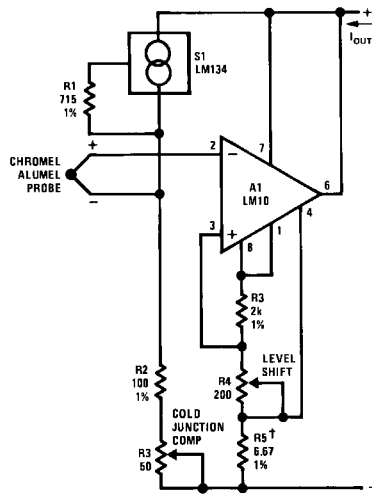 +
IOUT
S1
LM134
R1
715
1%
CHROMEL
ALUMEL
PROBE
+
−
2
−
7
A1
LM10
6
4
3
+
8
1
R3
2k
1%
R2
100
1%
R4
200
LEVEL
SHIFT
COLD
JUNCTION
COMP
R3
50
R5†
6.67
1%
−